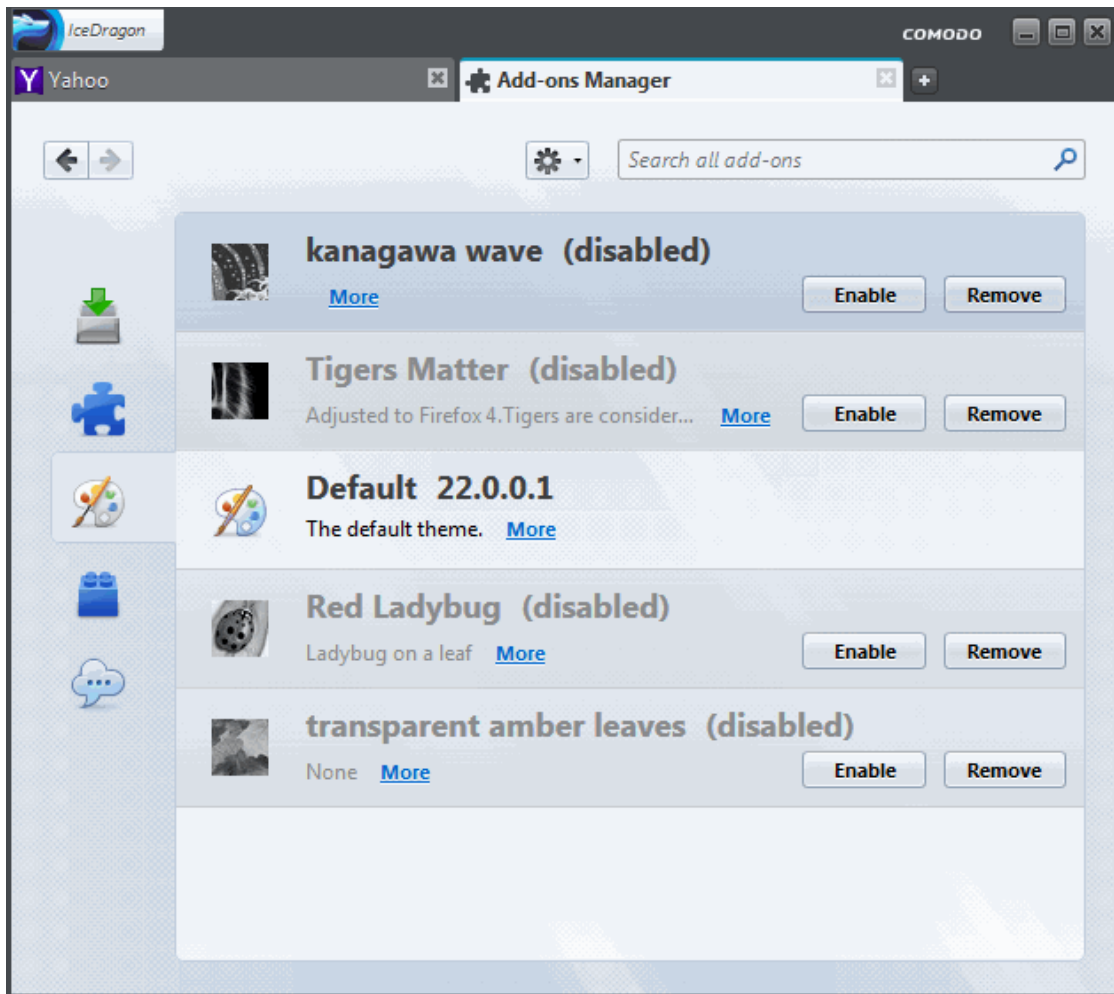 IceDragon
COMODO
Yahoo
Add-ons Manager
Search all add-ons
kanagawa wave (disabled)
More
Enable
Remove
Tigers Matter (disabled)
Adjusted to Firefox 4.Tigers are consider... More
Enable
Remove
Default 22.0.0.1
The default theme. More
Red Ladybug (disabled)
Ladybug on a leaf More
Enable
Remove
transparent amber leaves (disabled)
None More
Enable
Remove